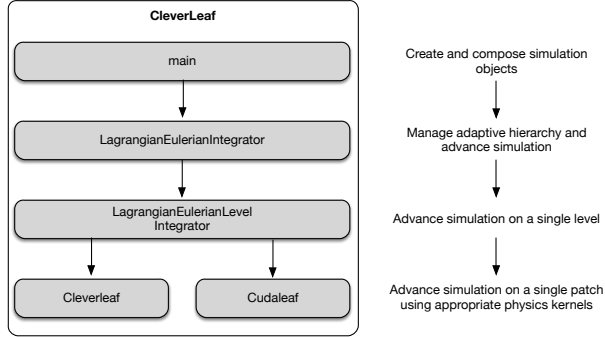 CleverLeaf
main
Create and compose simulation
objects
LagrangianEulerianIntegrator
Manage adaptive hierarchy and
advance simulation
LagrangianEulerianLevel
Integrator
Advance simulation on a single level
Cleverleaf
Cudaleaf
Advance simulation on a single patch
using appropriate physics kernels